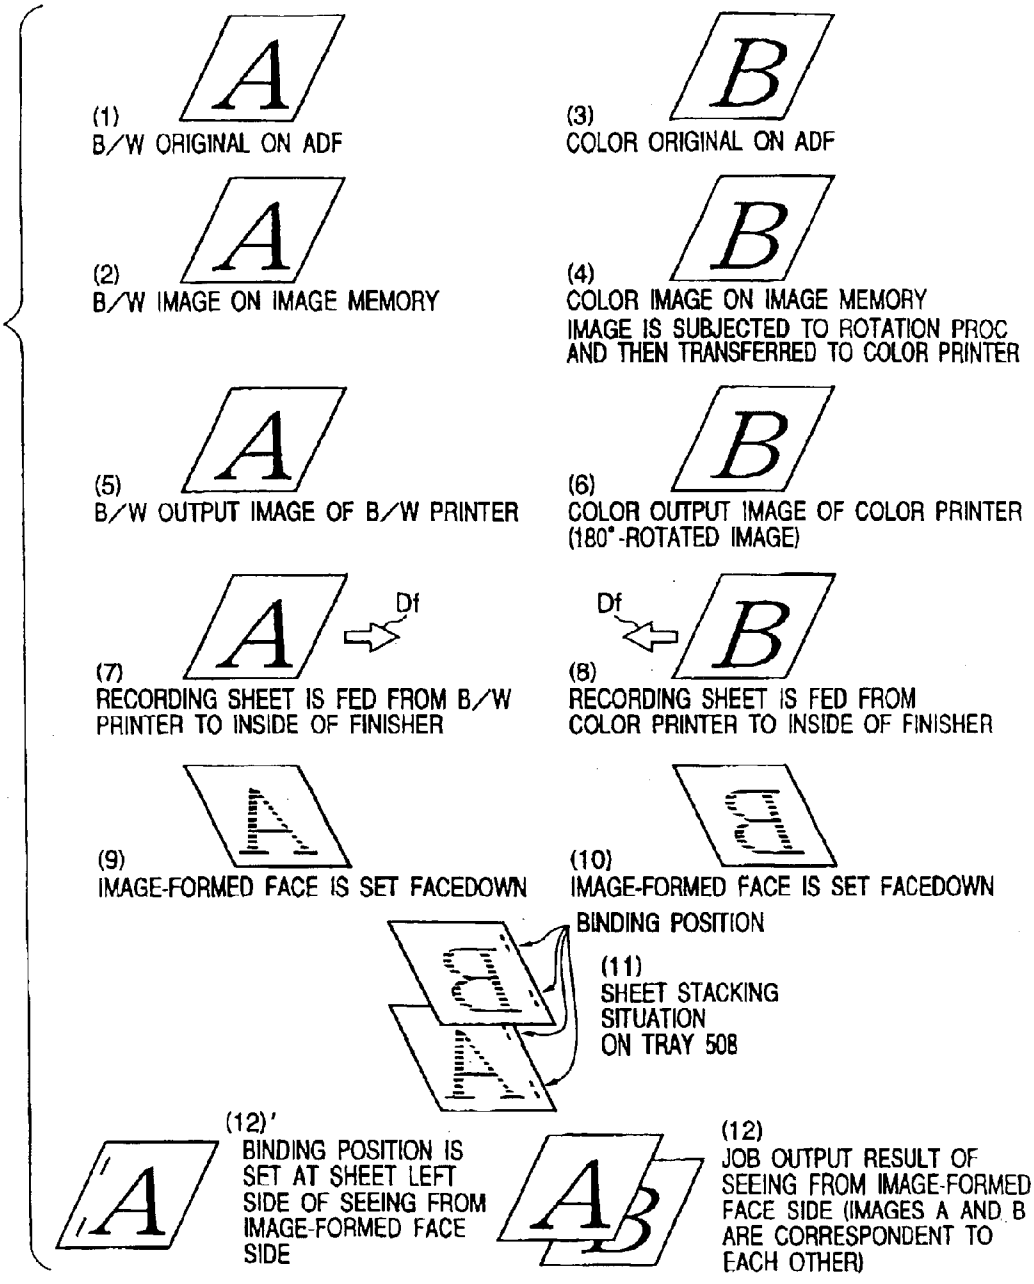 A
(1)
B/W ORIGINAL ON ADF
B
(3)
COLOR ORIGINAL ON ADF
A
(2)
B/W IMAGE ON IMAGE MEMORY
B
(4)
COLOR IMAGE ON IMAGE MEMORY
IMAGE IS SUBJECTED TO ROTATION PROC
AND THEN TRANSFERRED TO COLOR PRINTER
A
(5)
B/W OUTPUT IMAGE OF B/W PRINTER
B
(6)
COLOR OUTPUT IMAGE OF COLOR PRINTER
(180°-ROTATED IMAGE)
A
Df
(7)
RECORDING SHEET IS FED FROM B/W
PRINTER TO INSIDE OF FINISHER
Df
B
(8)
RECORDING SHEET IS FED FROM
COLOR PRINTER TO INSIDE OF FINISHER
A
(9)
IMAGE-FORMED FACE IS SET FACEDOWN
B
(10)
IMAGE-FORMED FACE IS SET FACEDOWN
BINDING POSITION
B
A
(11)
SHEET STACKING
SITUATION
ON TRAY 508
A
(12)'
BINDING POSITION IS
SET AT SHEET LEFT
SIDE OF SEEING FROM
IMAGE-FORMED FACE
SIDE
A
B
(12)
JOB OUTPUT RESULT OF
SEEING FROM IMAGE-FORMED
FACE SIDE (IMAGES A AND B
ARE CORRESPONDENT TO
EACH OTHER)